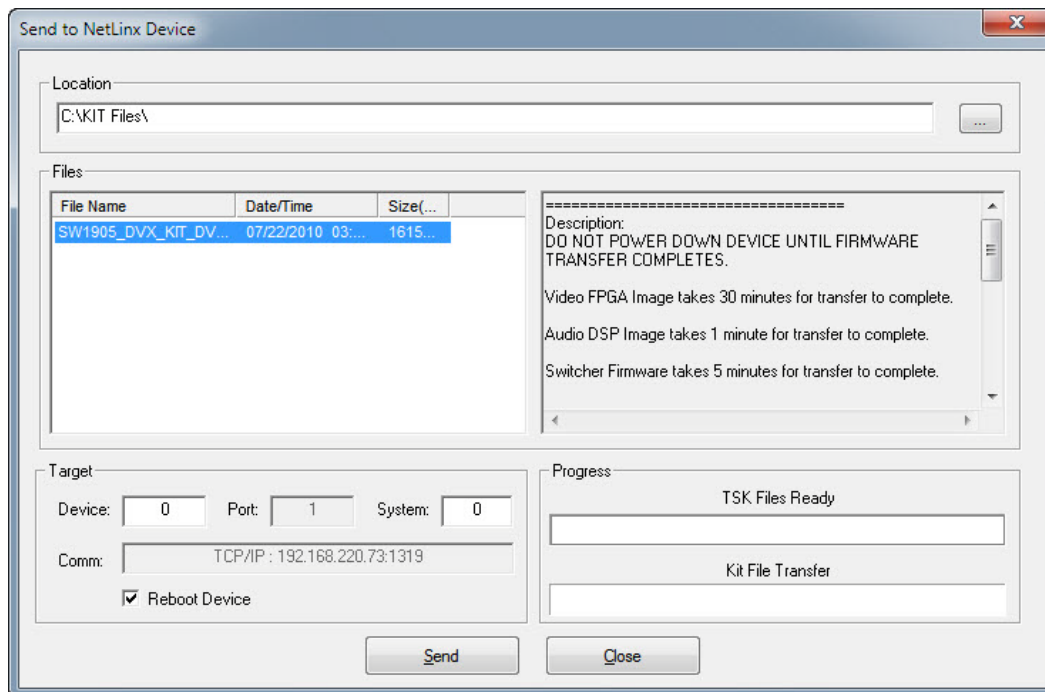 Send to NetLinx Device
Location
C:\KIT Files\
...
Files
File Name Date/Time Size(...
SW1905_DVX_KIT_DV... 07/22/2010 03:... 1615...
===================================
Description:
DO NOT POWER DOWN DEVICE UNTIL FIRMWARE
TRANSFER COMPLETES.
Video FPGA Image takes 30 minutes for transfer to complete.
Audio DSP Image takes 1 minute for transfer to complete.
Switcher Firmware takes 5 minutes for transfer to complete.
Target
Device: 0 Port: 1 System: 0
Comm: TCP/IP : 192.168.220.73:1319
Reboot Device
Progress
TSK Files Ready
Kit File Transfer
Send Close